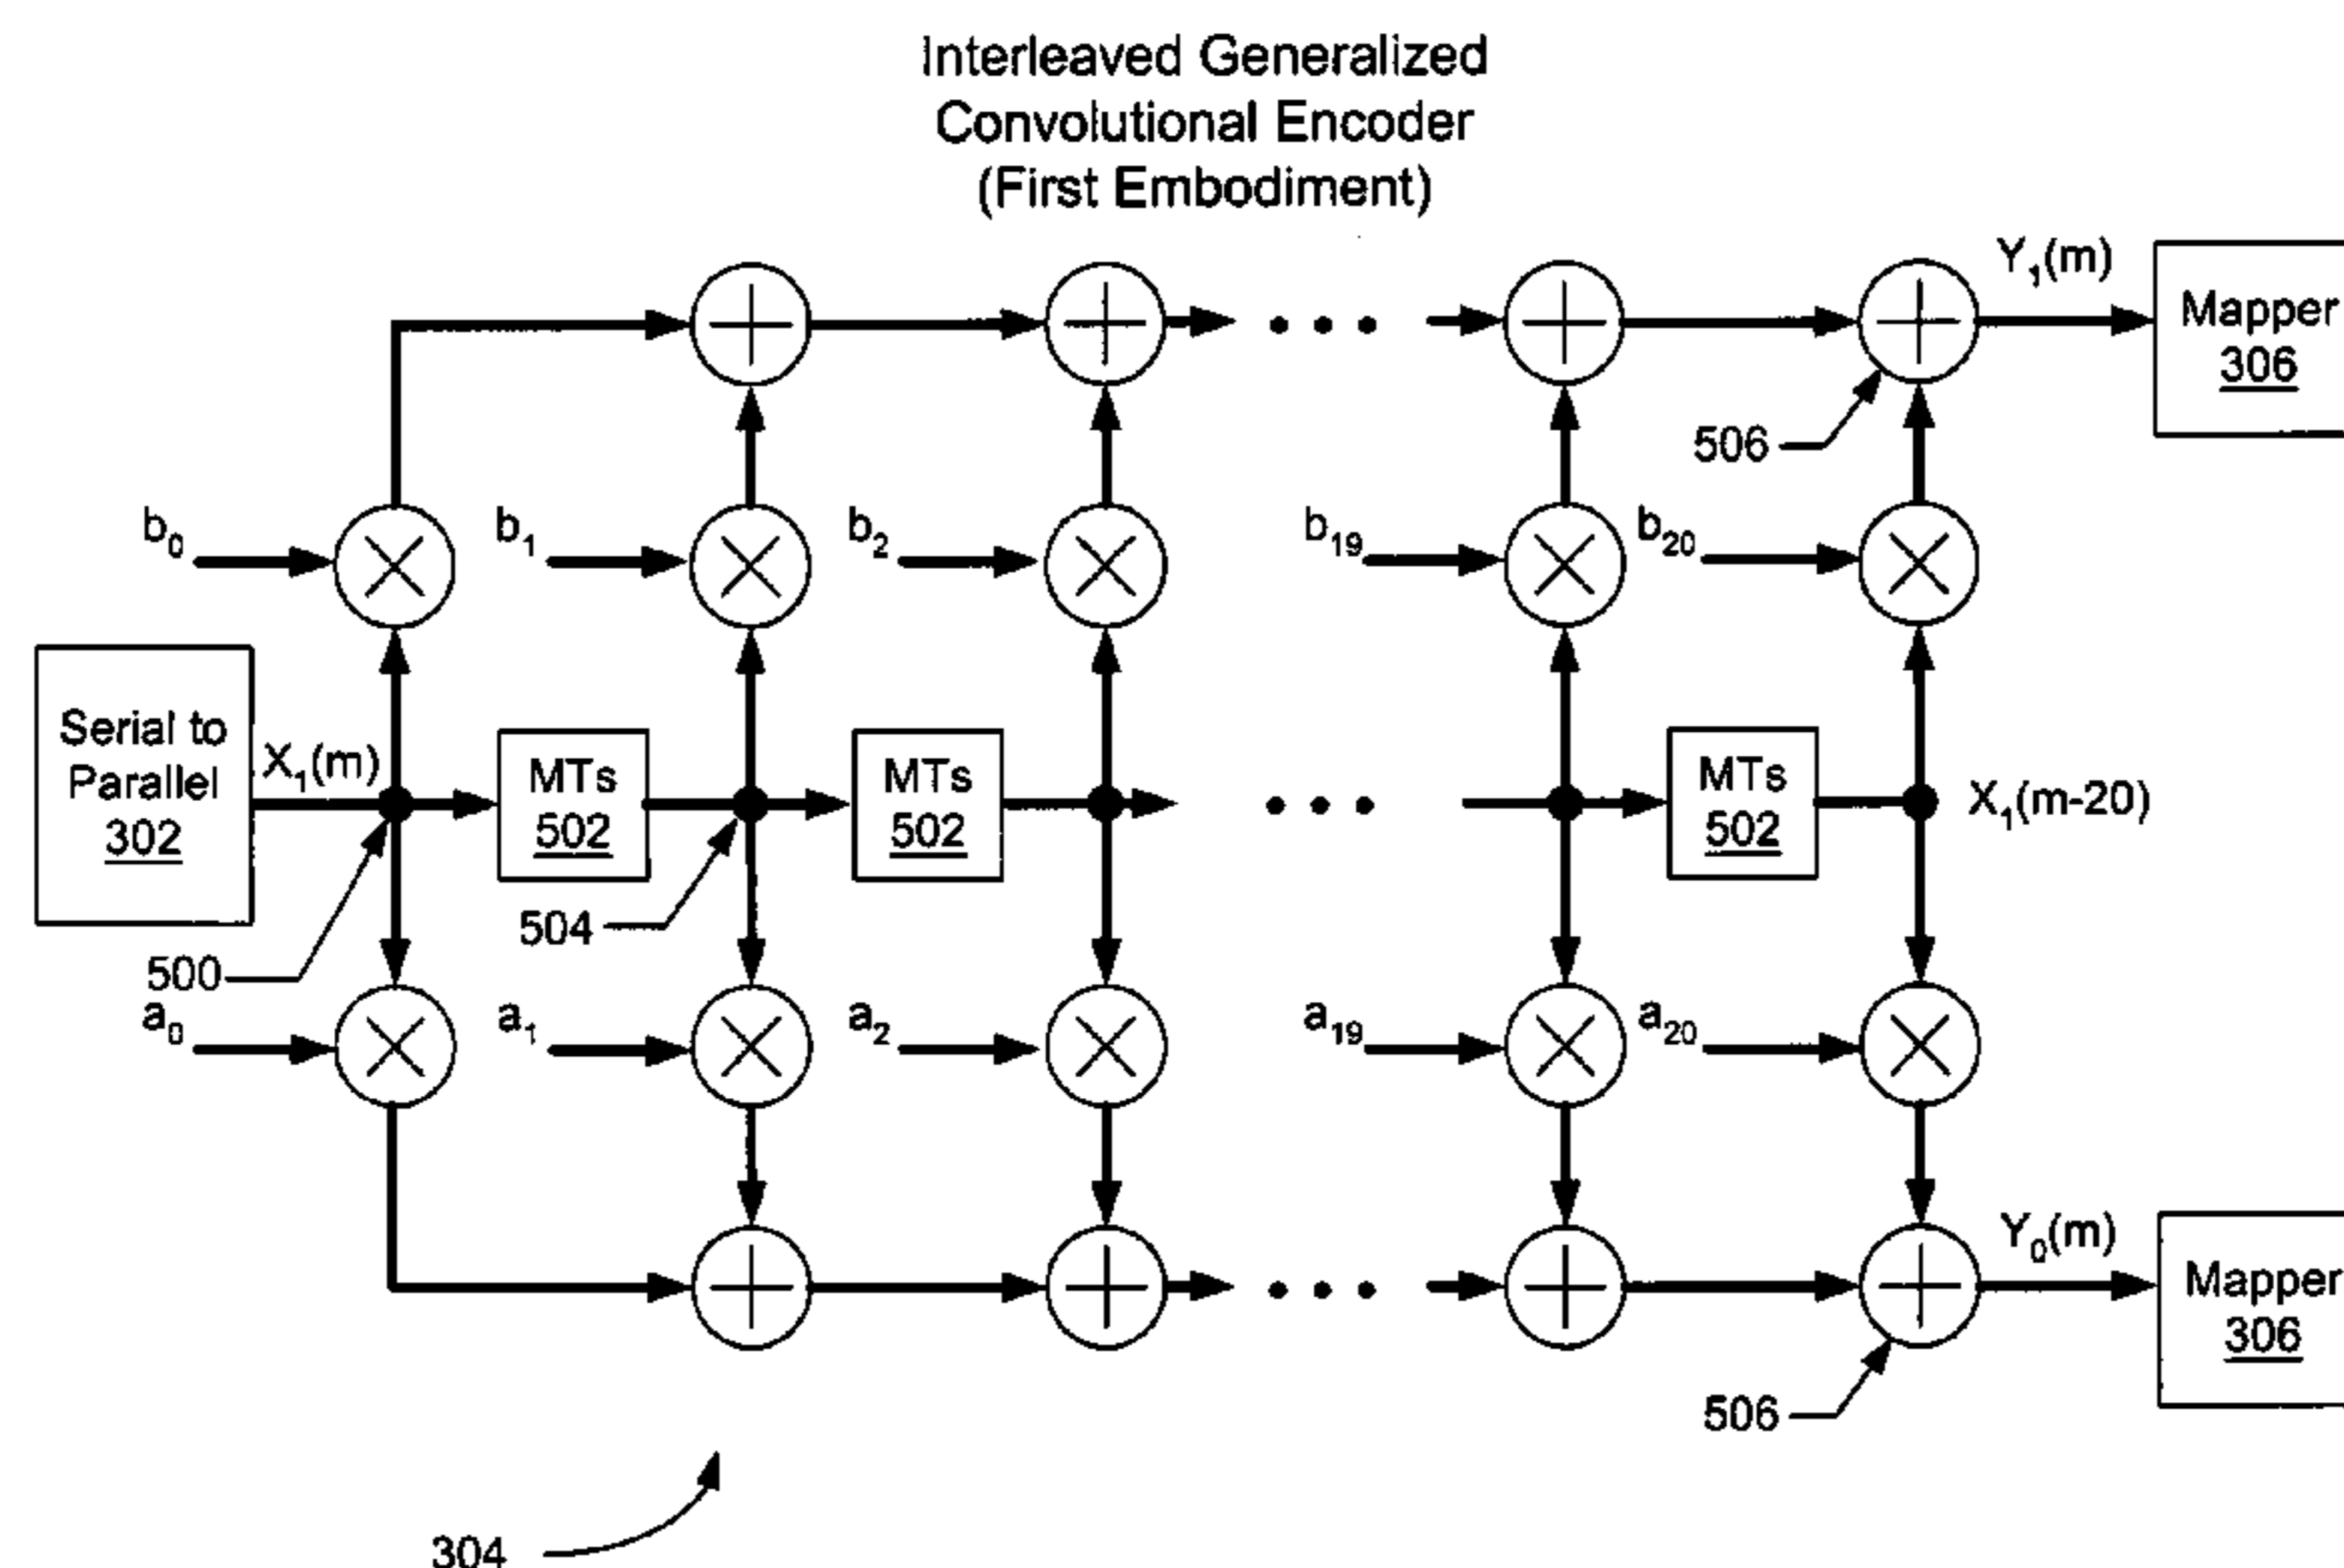 Interleaved Generalized
Convolutional Encoder
(First Embodiment)
Y₁(m)
Mapper
306
506
b₀
b₁
b₂
b₁₉
b₂₀
Serial to
Parallel
302
X₁(m)
MTs
502
MTs
502
MTs
502
X₁(m-20)
504
500
a₀
a₁
a₂
a₁₉
a₂₀
Y₀(m)
Mapper
306
506
304